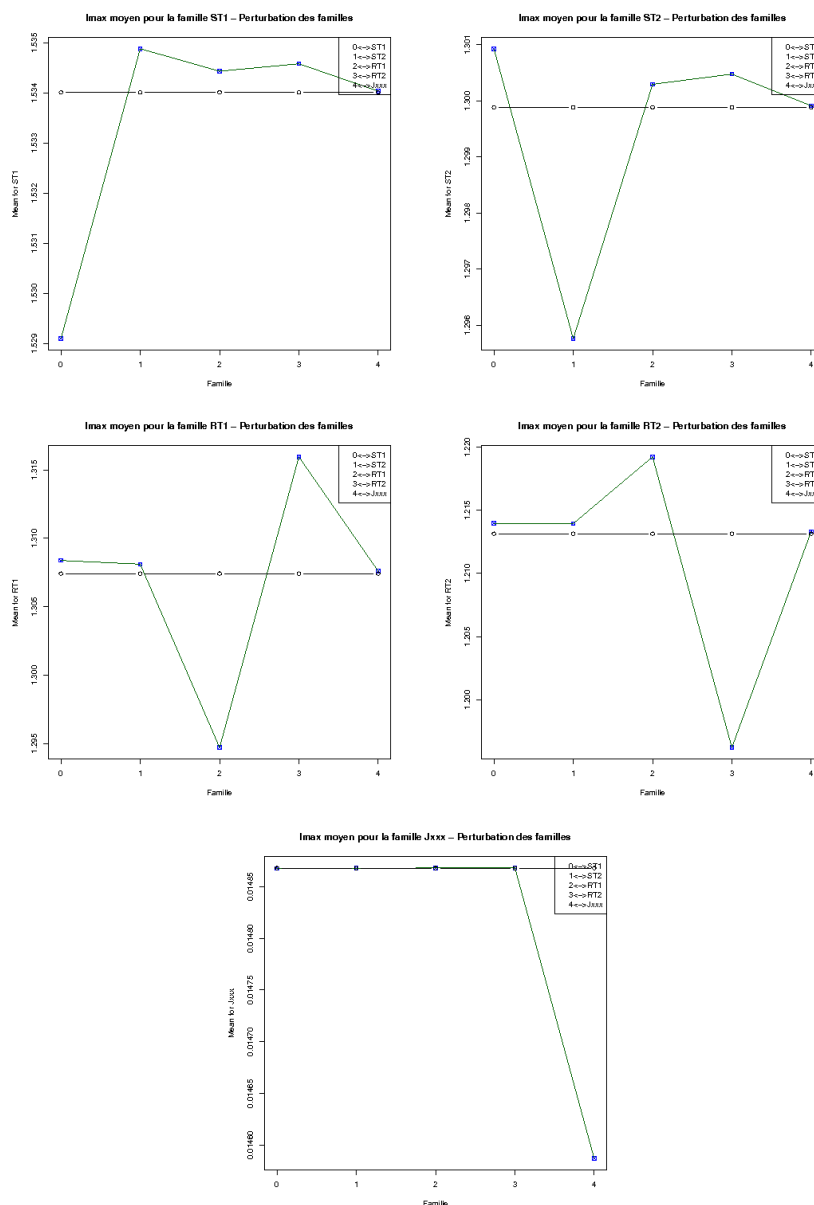 Imax moyen pour la famille ST1 – Perturbation des familles
Mean for ST1
1.529
1.530
1.531
1.532
1.533
1.534
1.535
0<->ST1
1<->ST2
2<->RT1
3<->RT2
4<->Jxxx
0 1 2 3 4
Famille
Imax moyen pour la famille ST2 – Perturbation des familles
Mean for ST2
1.296
1.297
1.298
1.299
1.300
1.301
0<->ST
1<->ST
2<->RT
3<->RT
4<->Jxx
0 1 2 3 4
Famille
Imax moyen pour la famille RT1 – Perturbation des familles
Mean for RT1
1.295
1.300
1.305
1.310
1.315
0<->ST1
1<->ST2
2<->RT1
3<->RT2
4<->Jxxx
0 1 2 3 4
Famille
Imax moyen pour la famille RT2 – Perturbation des familles
Mean for RT2
1.200
1.205
1.210
1.215
1.220
0<->ST
1<->ST
2<->RT
3<->RT
4<->Jxx
0 1 2 3 4
Famille
Imax moyen pour la famille Jxxx – Perturbation des familles
Mean for Jxxx
0.01460
0.01465
0.01470
0.01475
0.01480
0.01485
0<->ST1
1<->ST2
2<->RT1
3<->RT2
4<->Jxxx
0 1 2 3 4
Famille